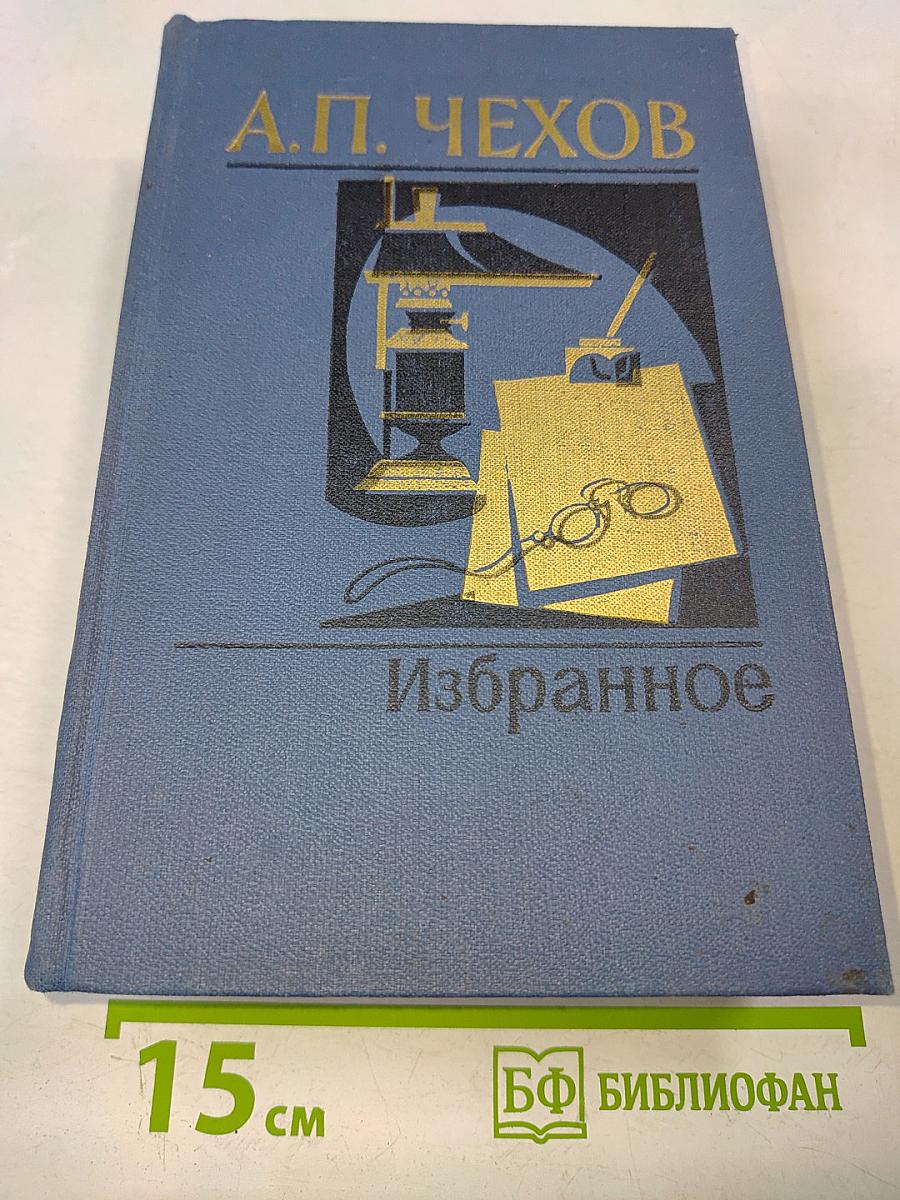 А.П. ЧЕХОВ
Избранное
15 см
БФ БИБЛИОФАН